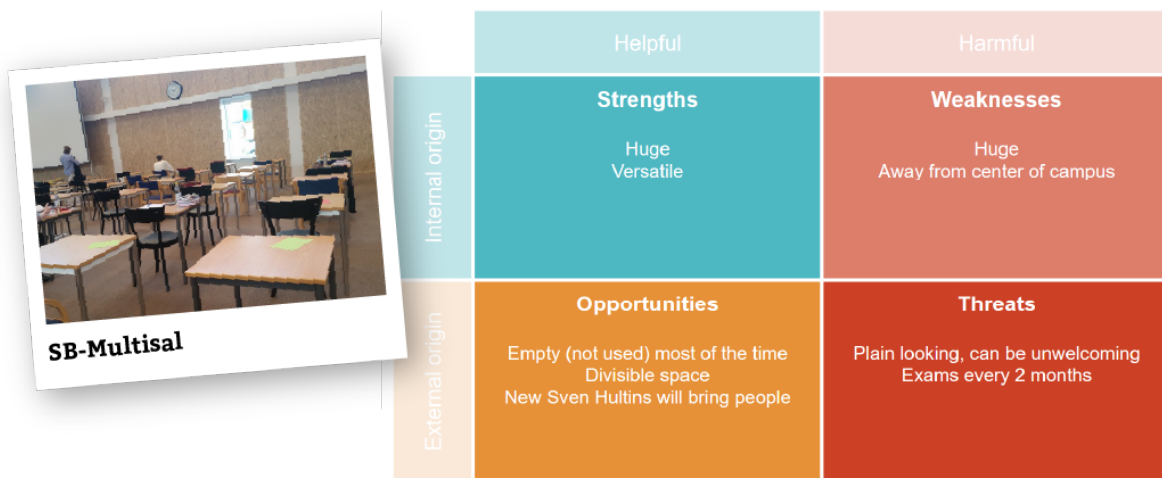 SB-Multisal
Helpful
Harmful
Internal origin
Strengths
Huge
Versatile
Weaknesses
Huge
Away from center of campus
External origin
Opportunities
Empty (not used) most of the time
Divisible space
New Sven Hultins will bring people
Threats
Plain looking, can be unwelcoming
Exams every 2 months